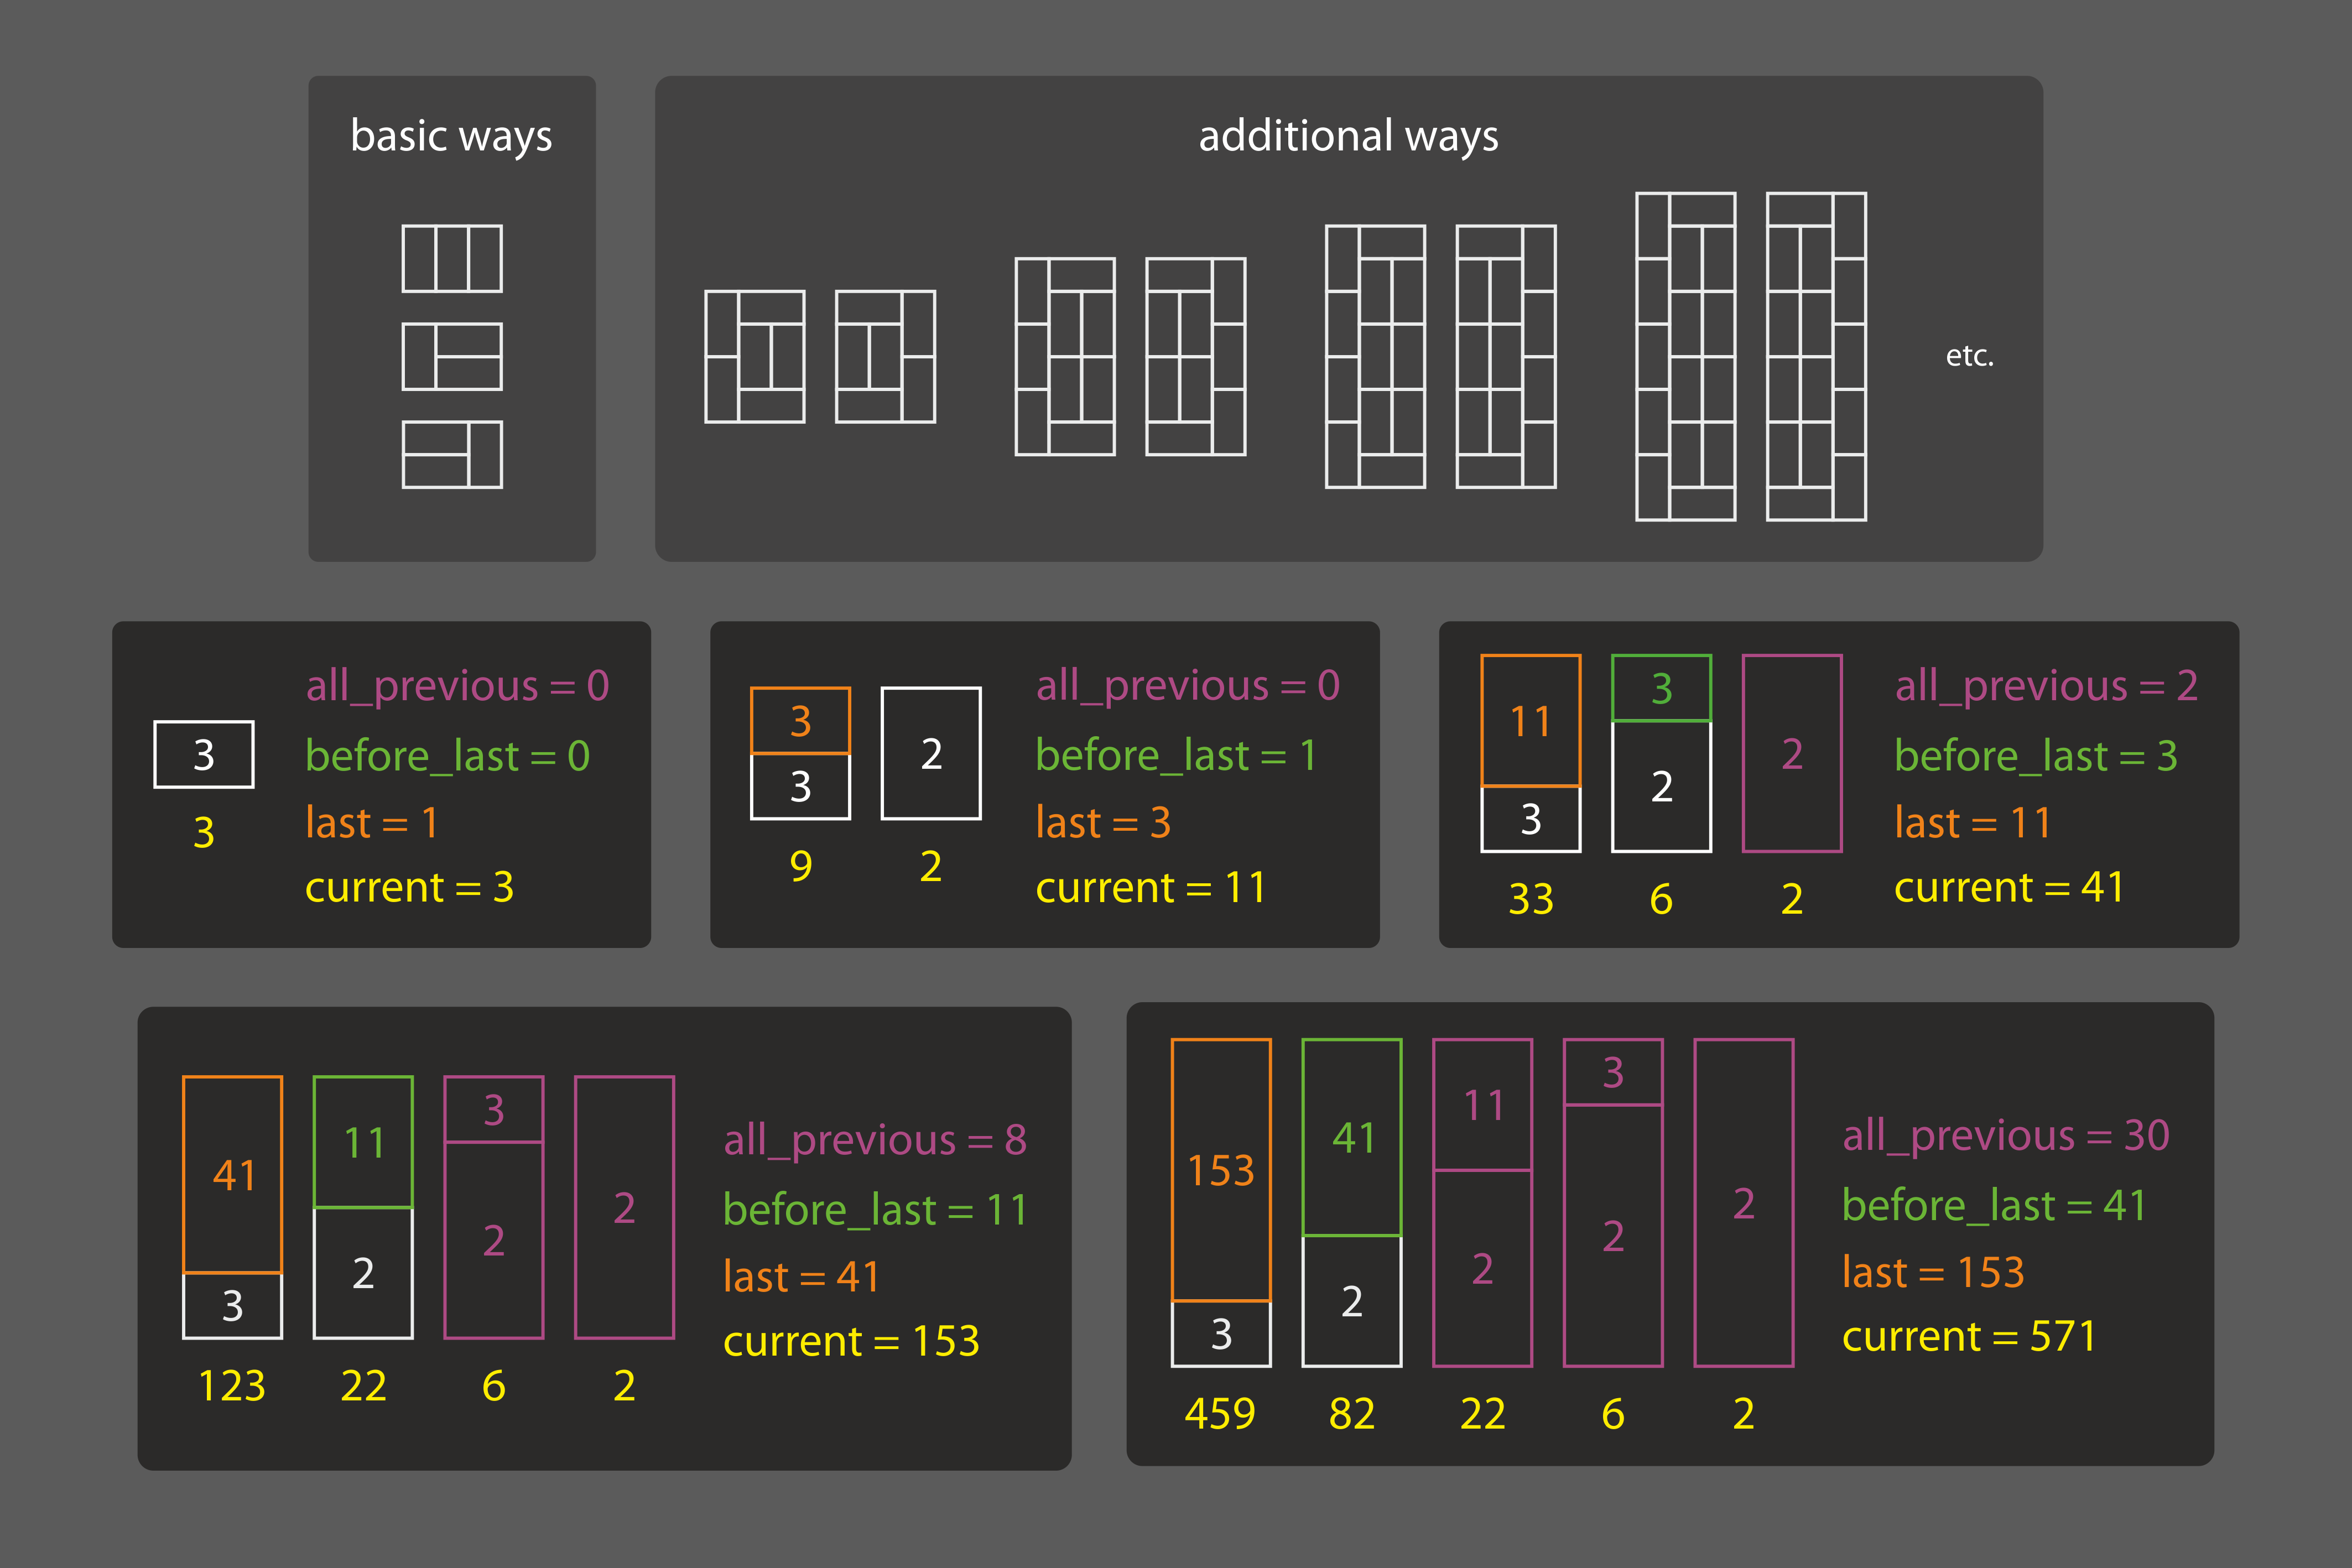 basic ways
additional ways
etc.
3
3
all_previous = 0
before_last = 0
last = 1
current = 3
3
3
2
9
2
all_previous = 0
before_last = 1
last = 3
current = 11
11
3
3
2
2
33
6
2
all_previous = 2
before_last = 3
last = 11
current = 41
41
3
11
2
3
2
2
123
22
6
2
all_previous = 8
before_last = 11
last = 41
current = 153
153
3
41
2
11
2
3
2
2
459
82
22
6
2
all_previous = 30
before_last = 41
last = 153
current = 571